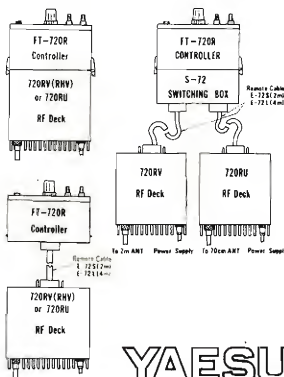 FT-720R
Controller
720RV(RHV)
or 720RU
RF Deck
FT-720R
CONTROLLER
S-72
SWITCHING BOX
Remote Cable
E-72S(2m)
E-72L(4m)
720RV
RF Deck
720RU
RF Deck
To 2m ANT Power Supply
To 70cm ANT Power Supply
FT-720R
Controller
Remote Cable
E-72S(2m)
E-72L(4m)
720RV(RHV)
or 720RU
RF Deck
YAESU